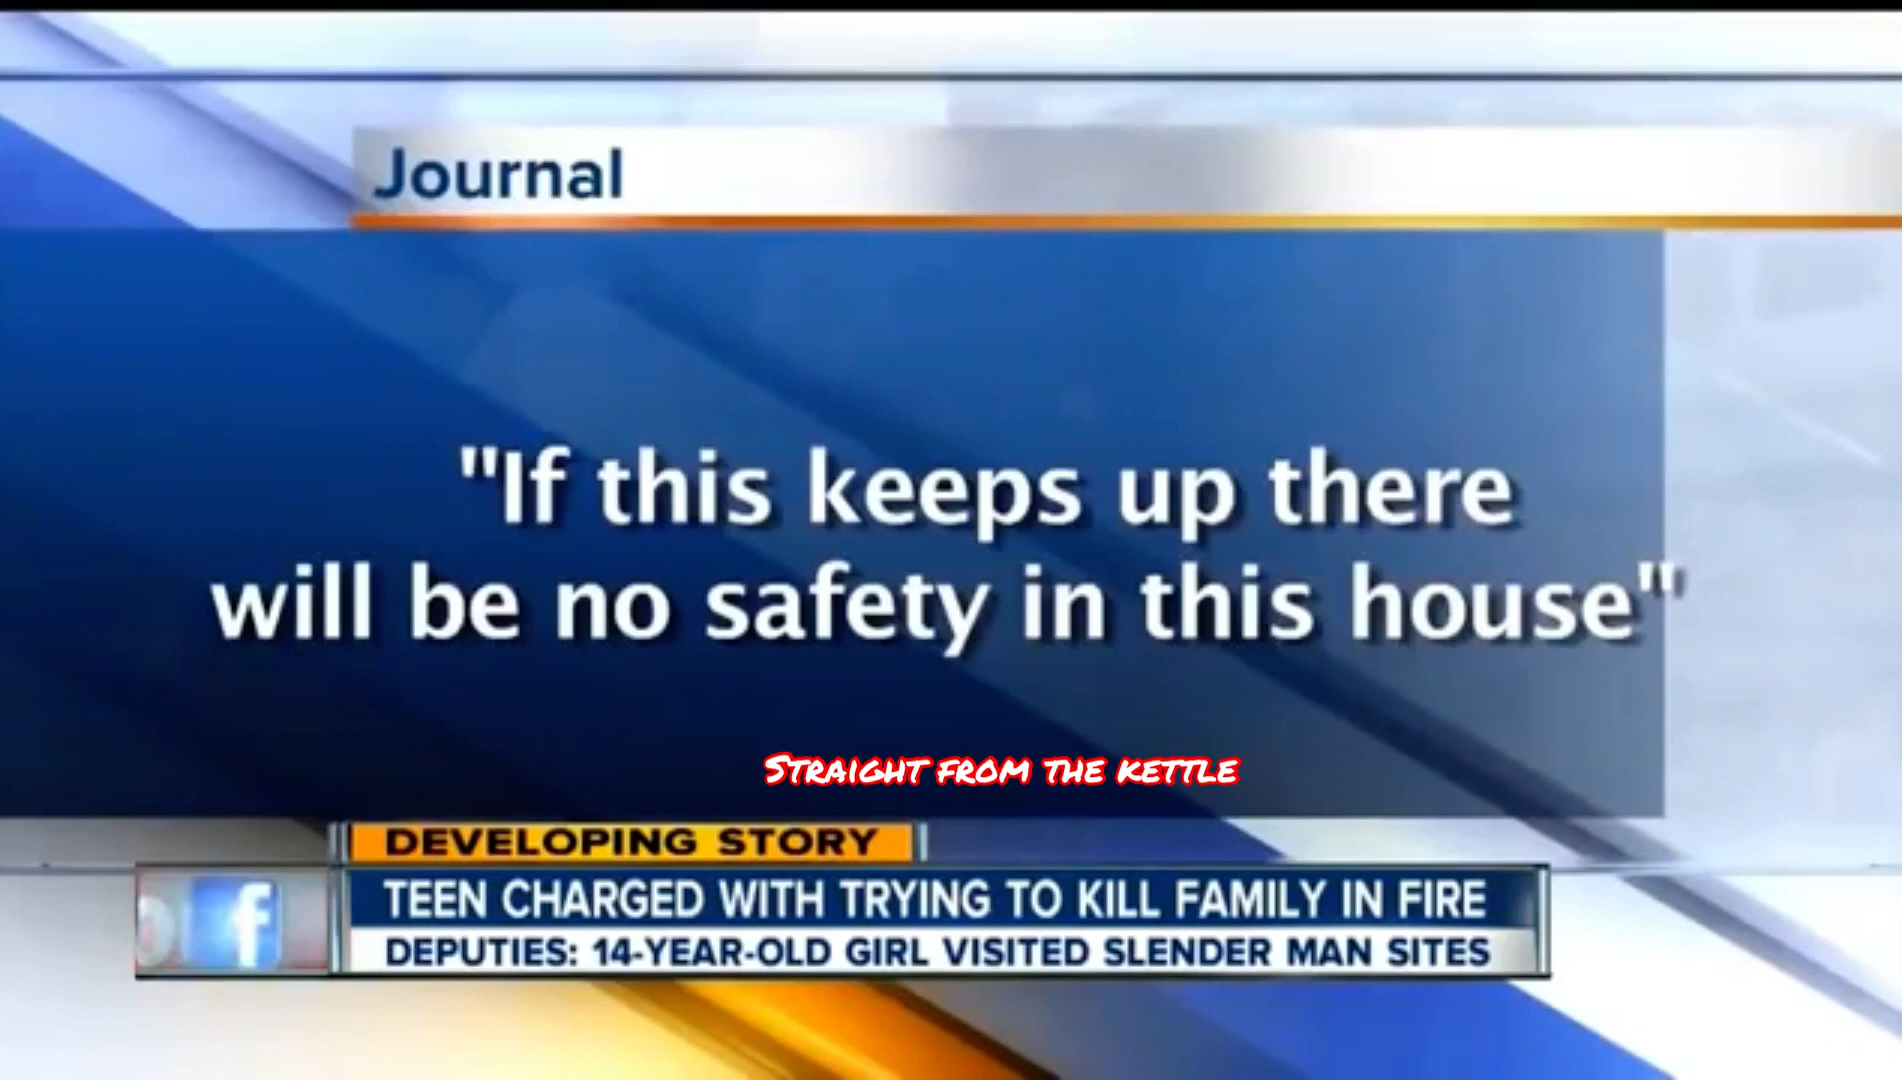 Journal
"If this keeps up there
will be no safety in this house"
Straight from the kettle
DEVELOPING STORY
TEEN CHARGED WITH TRYING TO KILL FAMILY IN FIRE
f
DEPUTIES: 14-YEAR-OLD GIRL VISITED SLENDER MAN SITES